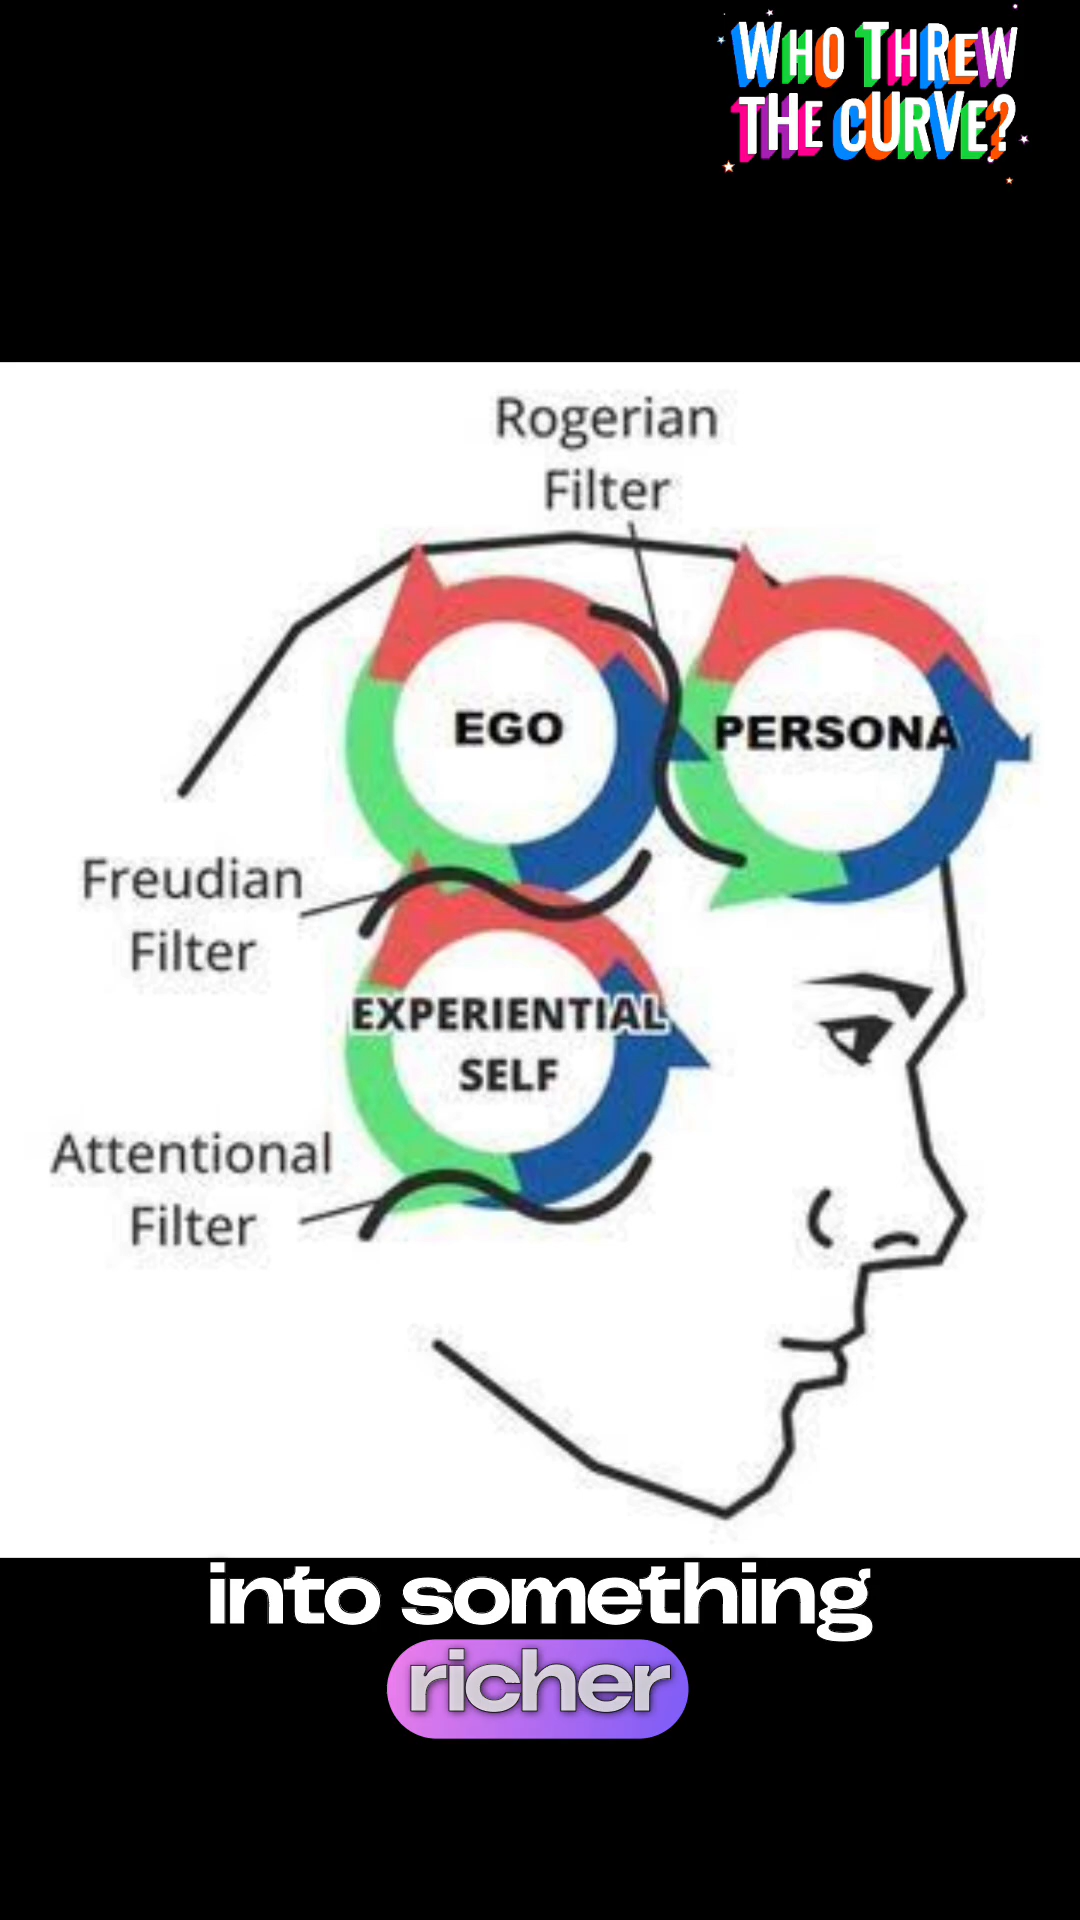 WHO THREW
THE CURVE?
Rogerian
Filter
EGO
PERSONA
Freudian
Filter
EXPERIENTIAL
SELF
Attentional
Filter
into something
richer